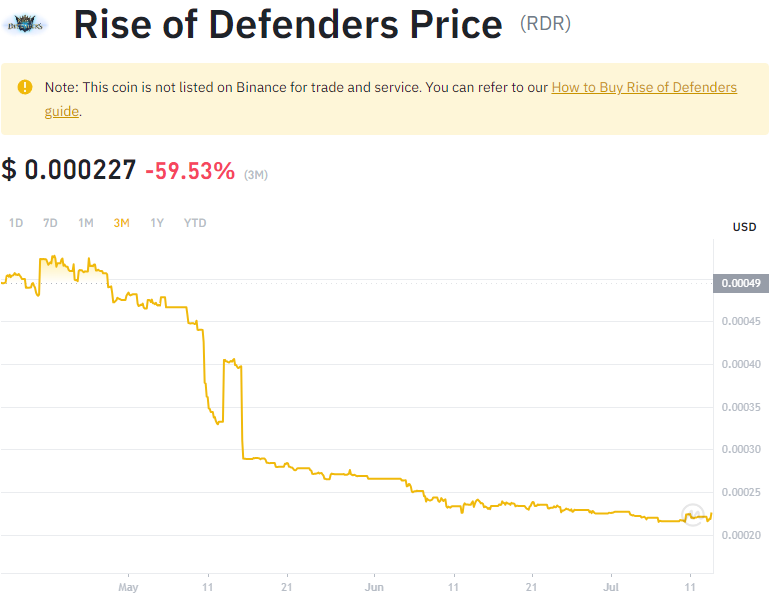 DEFENDERS
Rise of Defenders Price (RDR)
Note: This coin is not listed on Binance for trade and service. You can refer to our How to Buy Rise of Defenders
guide.
$ 0.000227 -59.53% (3M)
1D 7D 1M 3M 1Y YTD
USD
0.00049
0.00045
0.00040
0.00035
0.00030
0.00025
0.00020
May 11 21 Jun 11 21 Jul 11